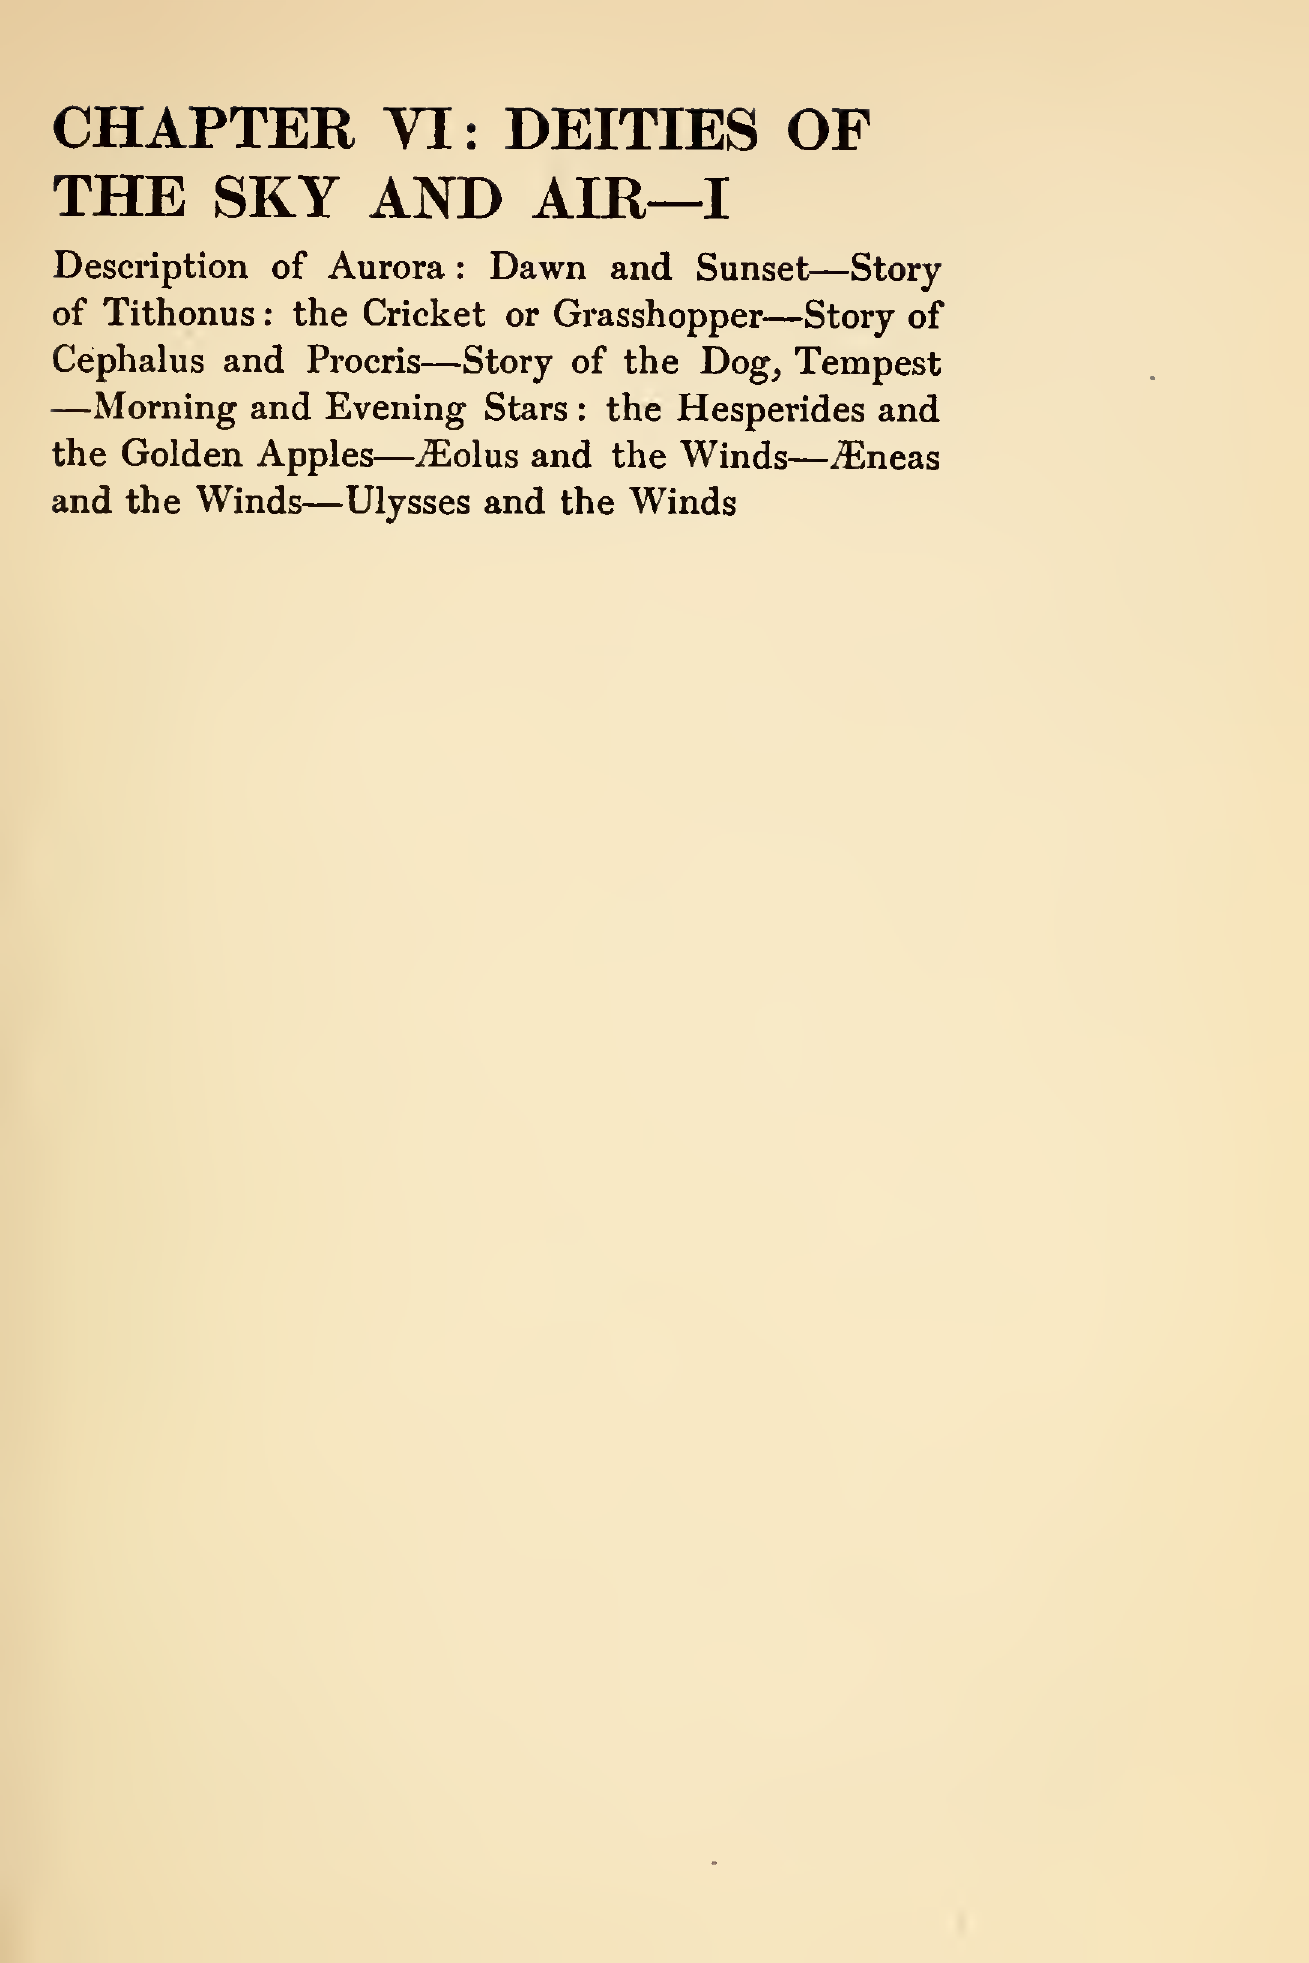 CHAPTER VI: DEITIES OF
THE SKY AND AIR—I
Description of Aurora: Dawn and Sunset—Story
of Tithonus: the Cricket or Grasshopper—Story of
Cephalus and Procris—Story of the Dog, Tempest
—Morning and Evening Stars: the Hesperides and
the Golden Apples—Æolus and the Winds—Æneas
and the Winds—Ulysses and the Winds